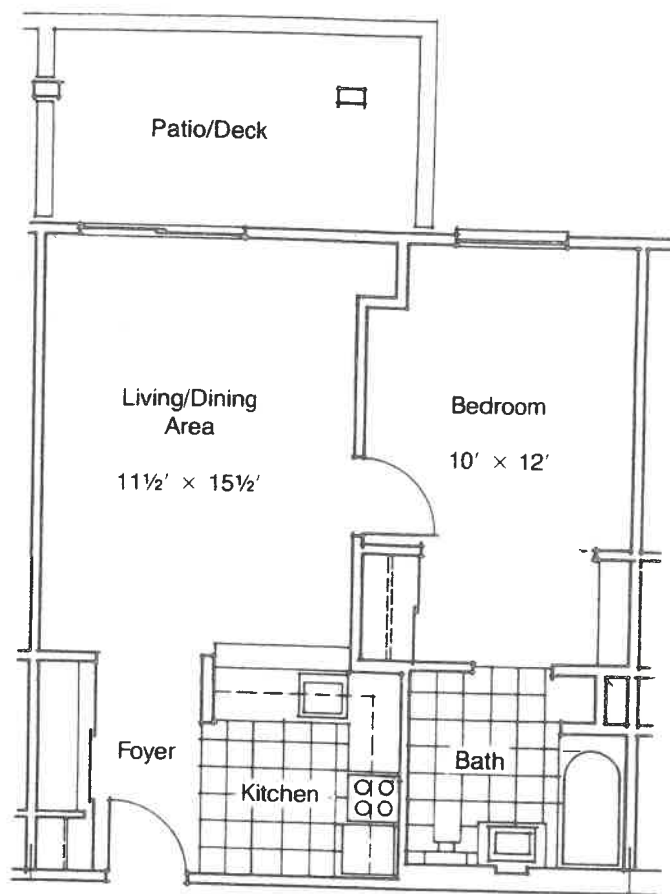 Patio/Deck
Living/Dining
Area
11½' × 15½'
Bedroom
10' × 12'
Foyer
Kitchen
Bath